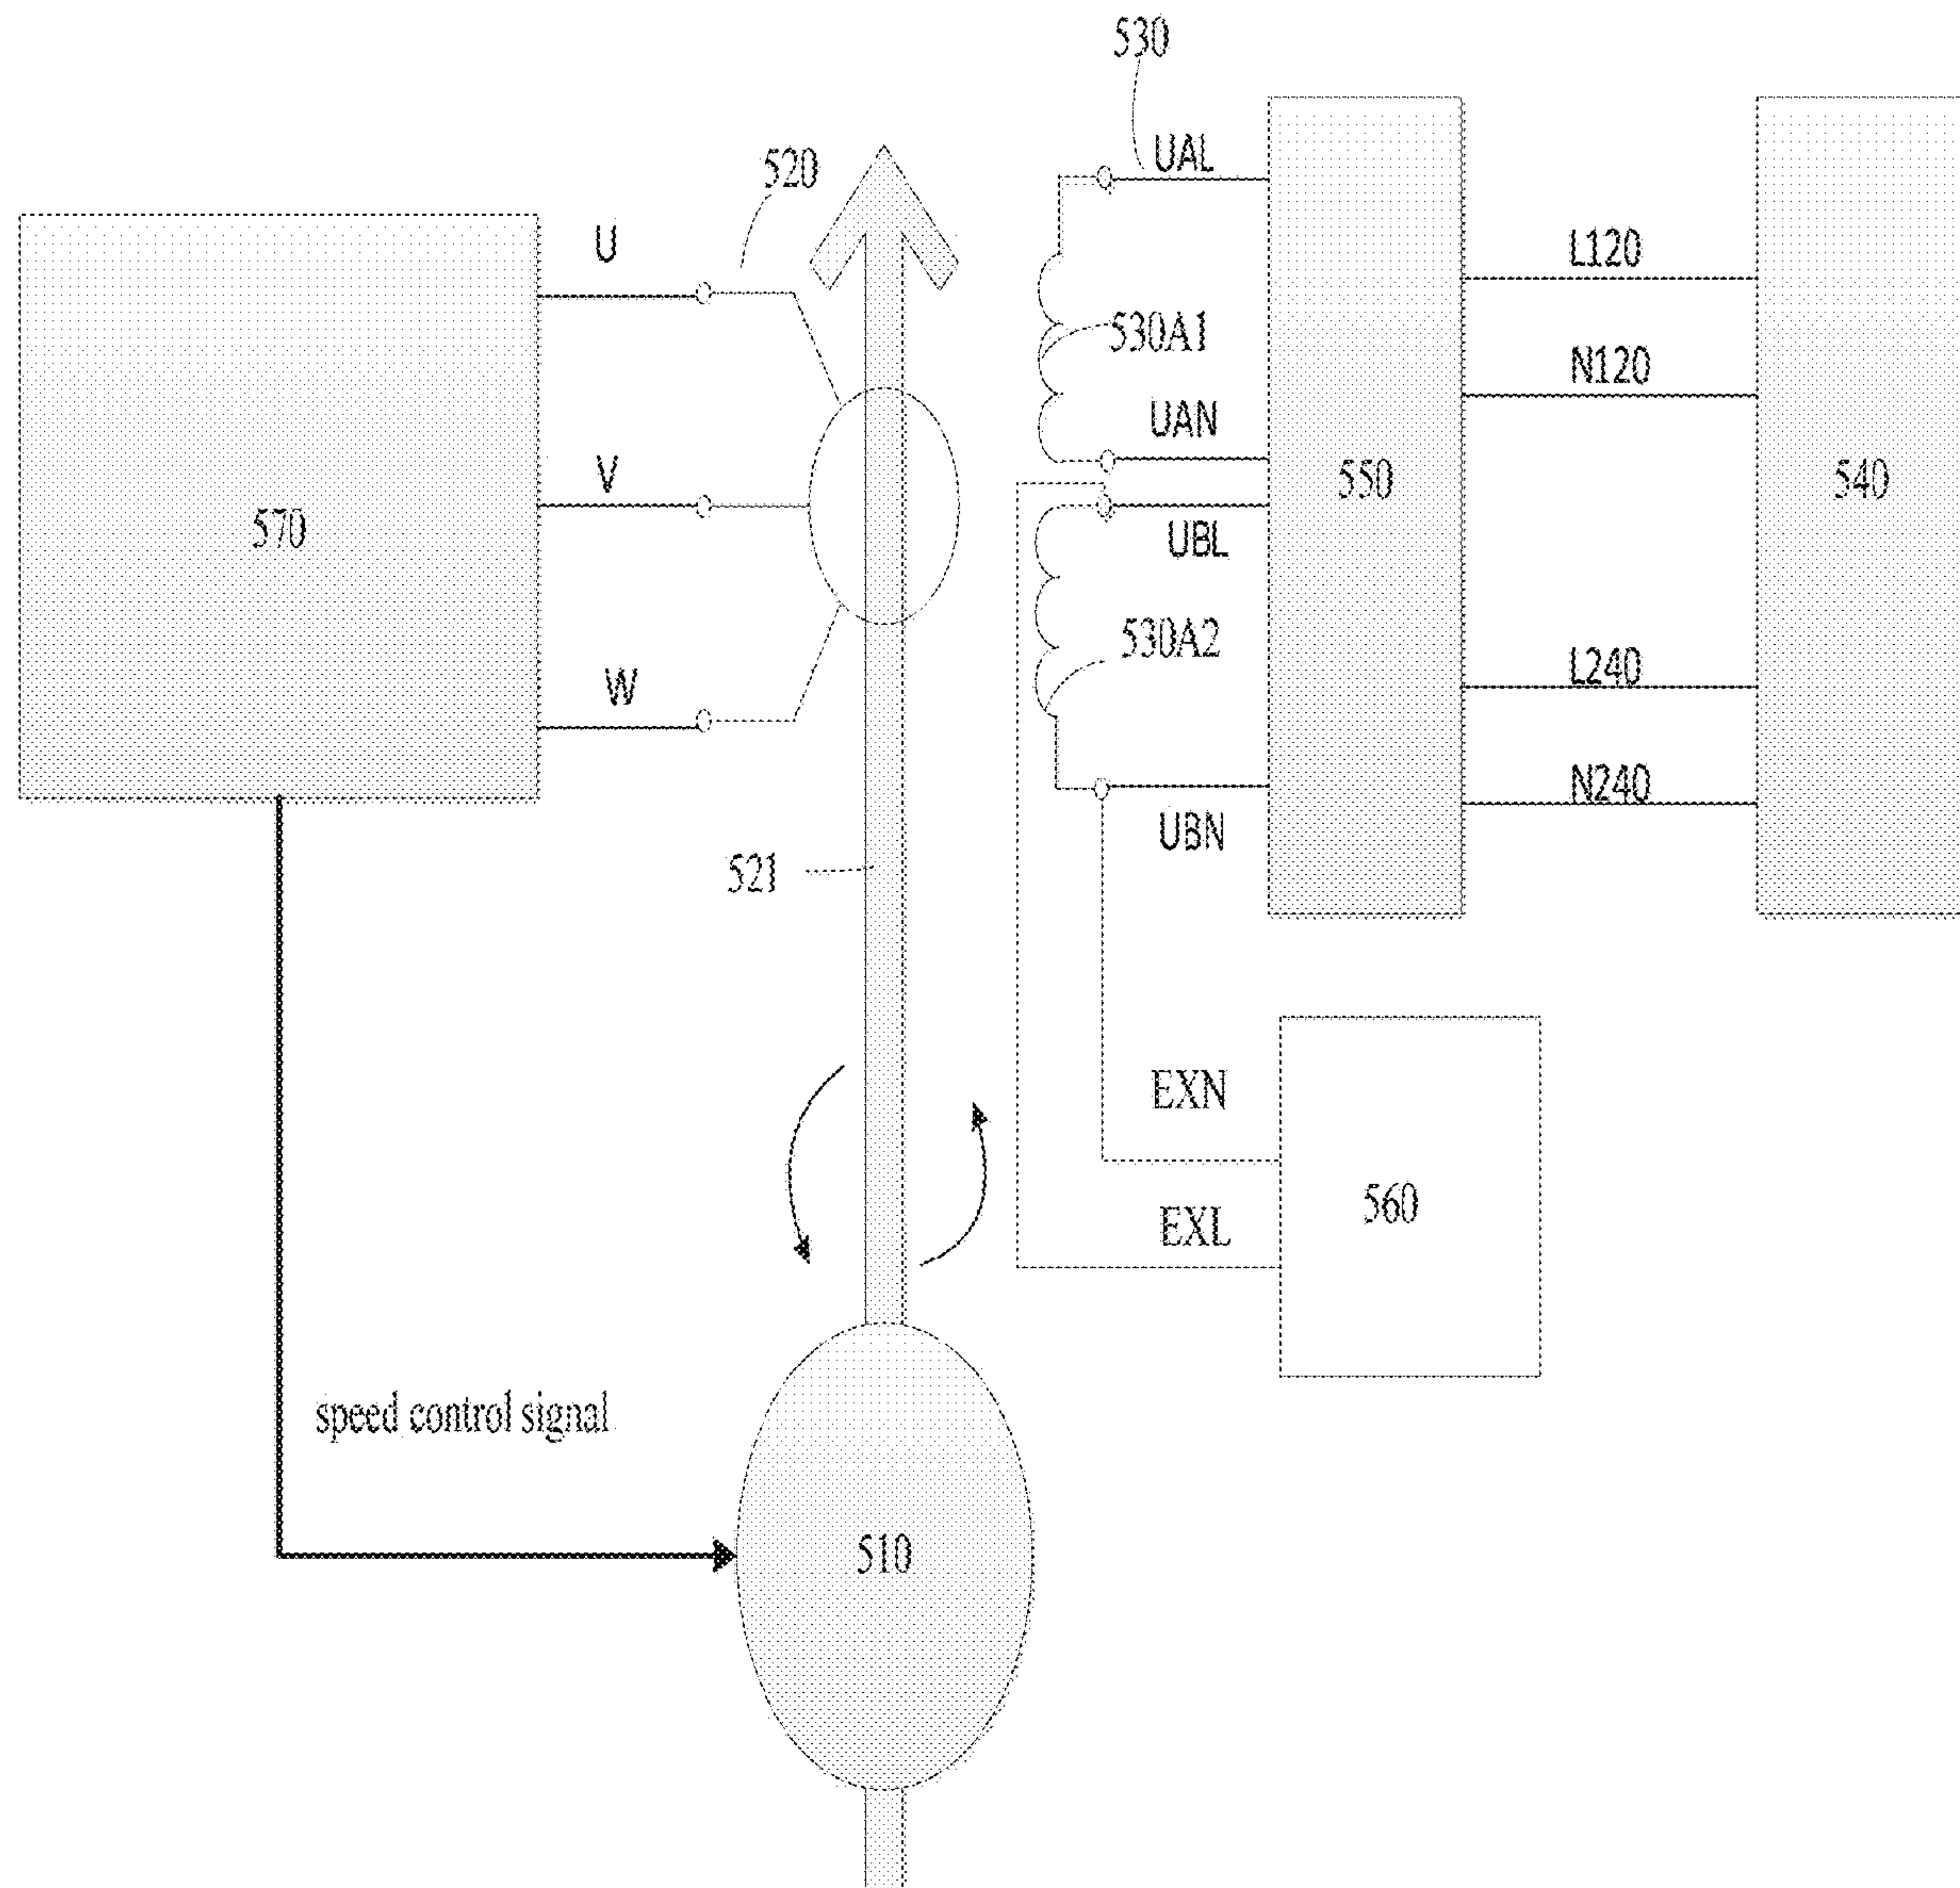 530
UAL
520
U
L120
530A1
N120
UAN
V
550
540
570
UBL
530A2
W
L240
N240
UBN
521
EXN
560
EXL
speed control signal
510